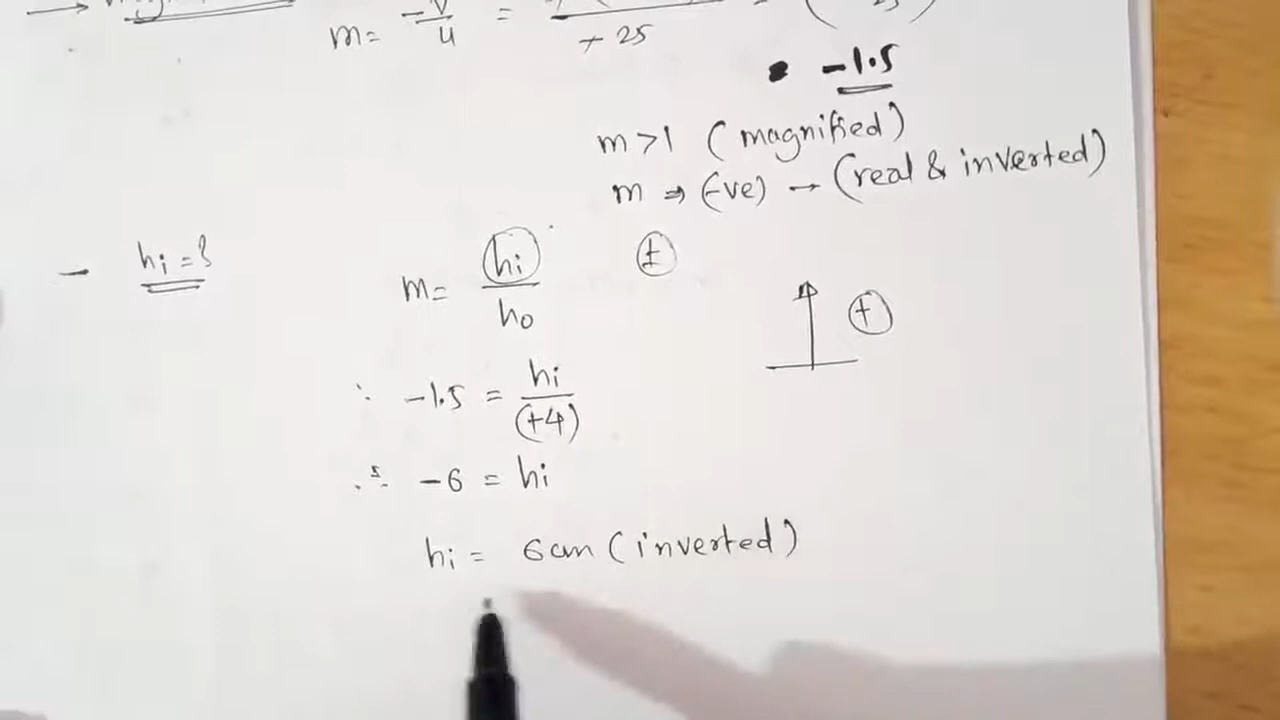 m= -v/u = / +25
-1.5
m>1 (magnified)
m ⇒ (-ve) → (real & inverted)
- hi = ?
m= hi/ho ±
+
∴ -1.5 = hi/(+4)
∴ -6 = hi
hi = 6cm (inverted)